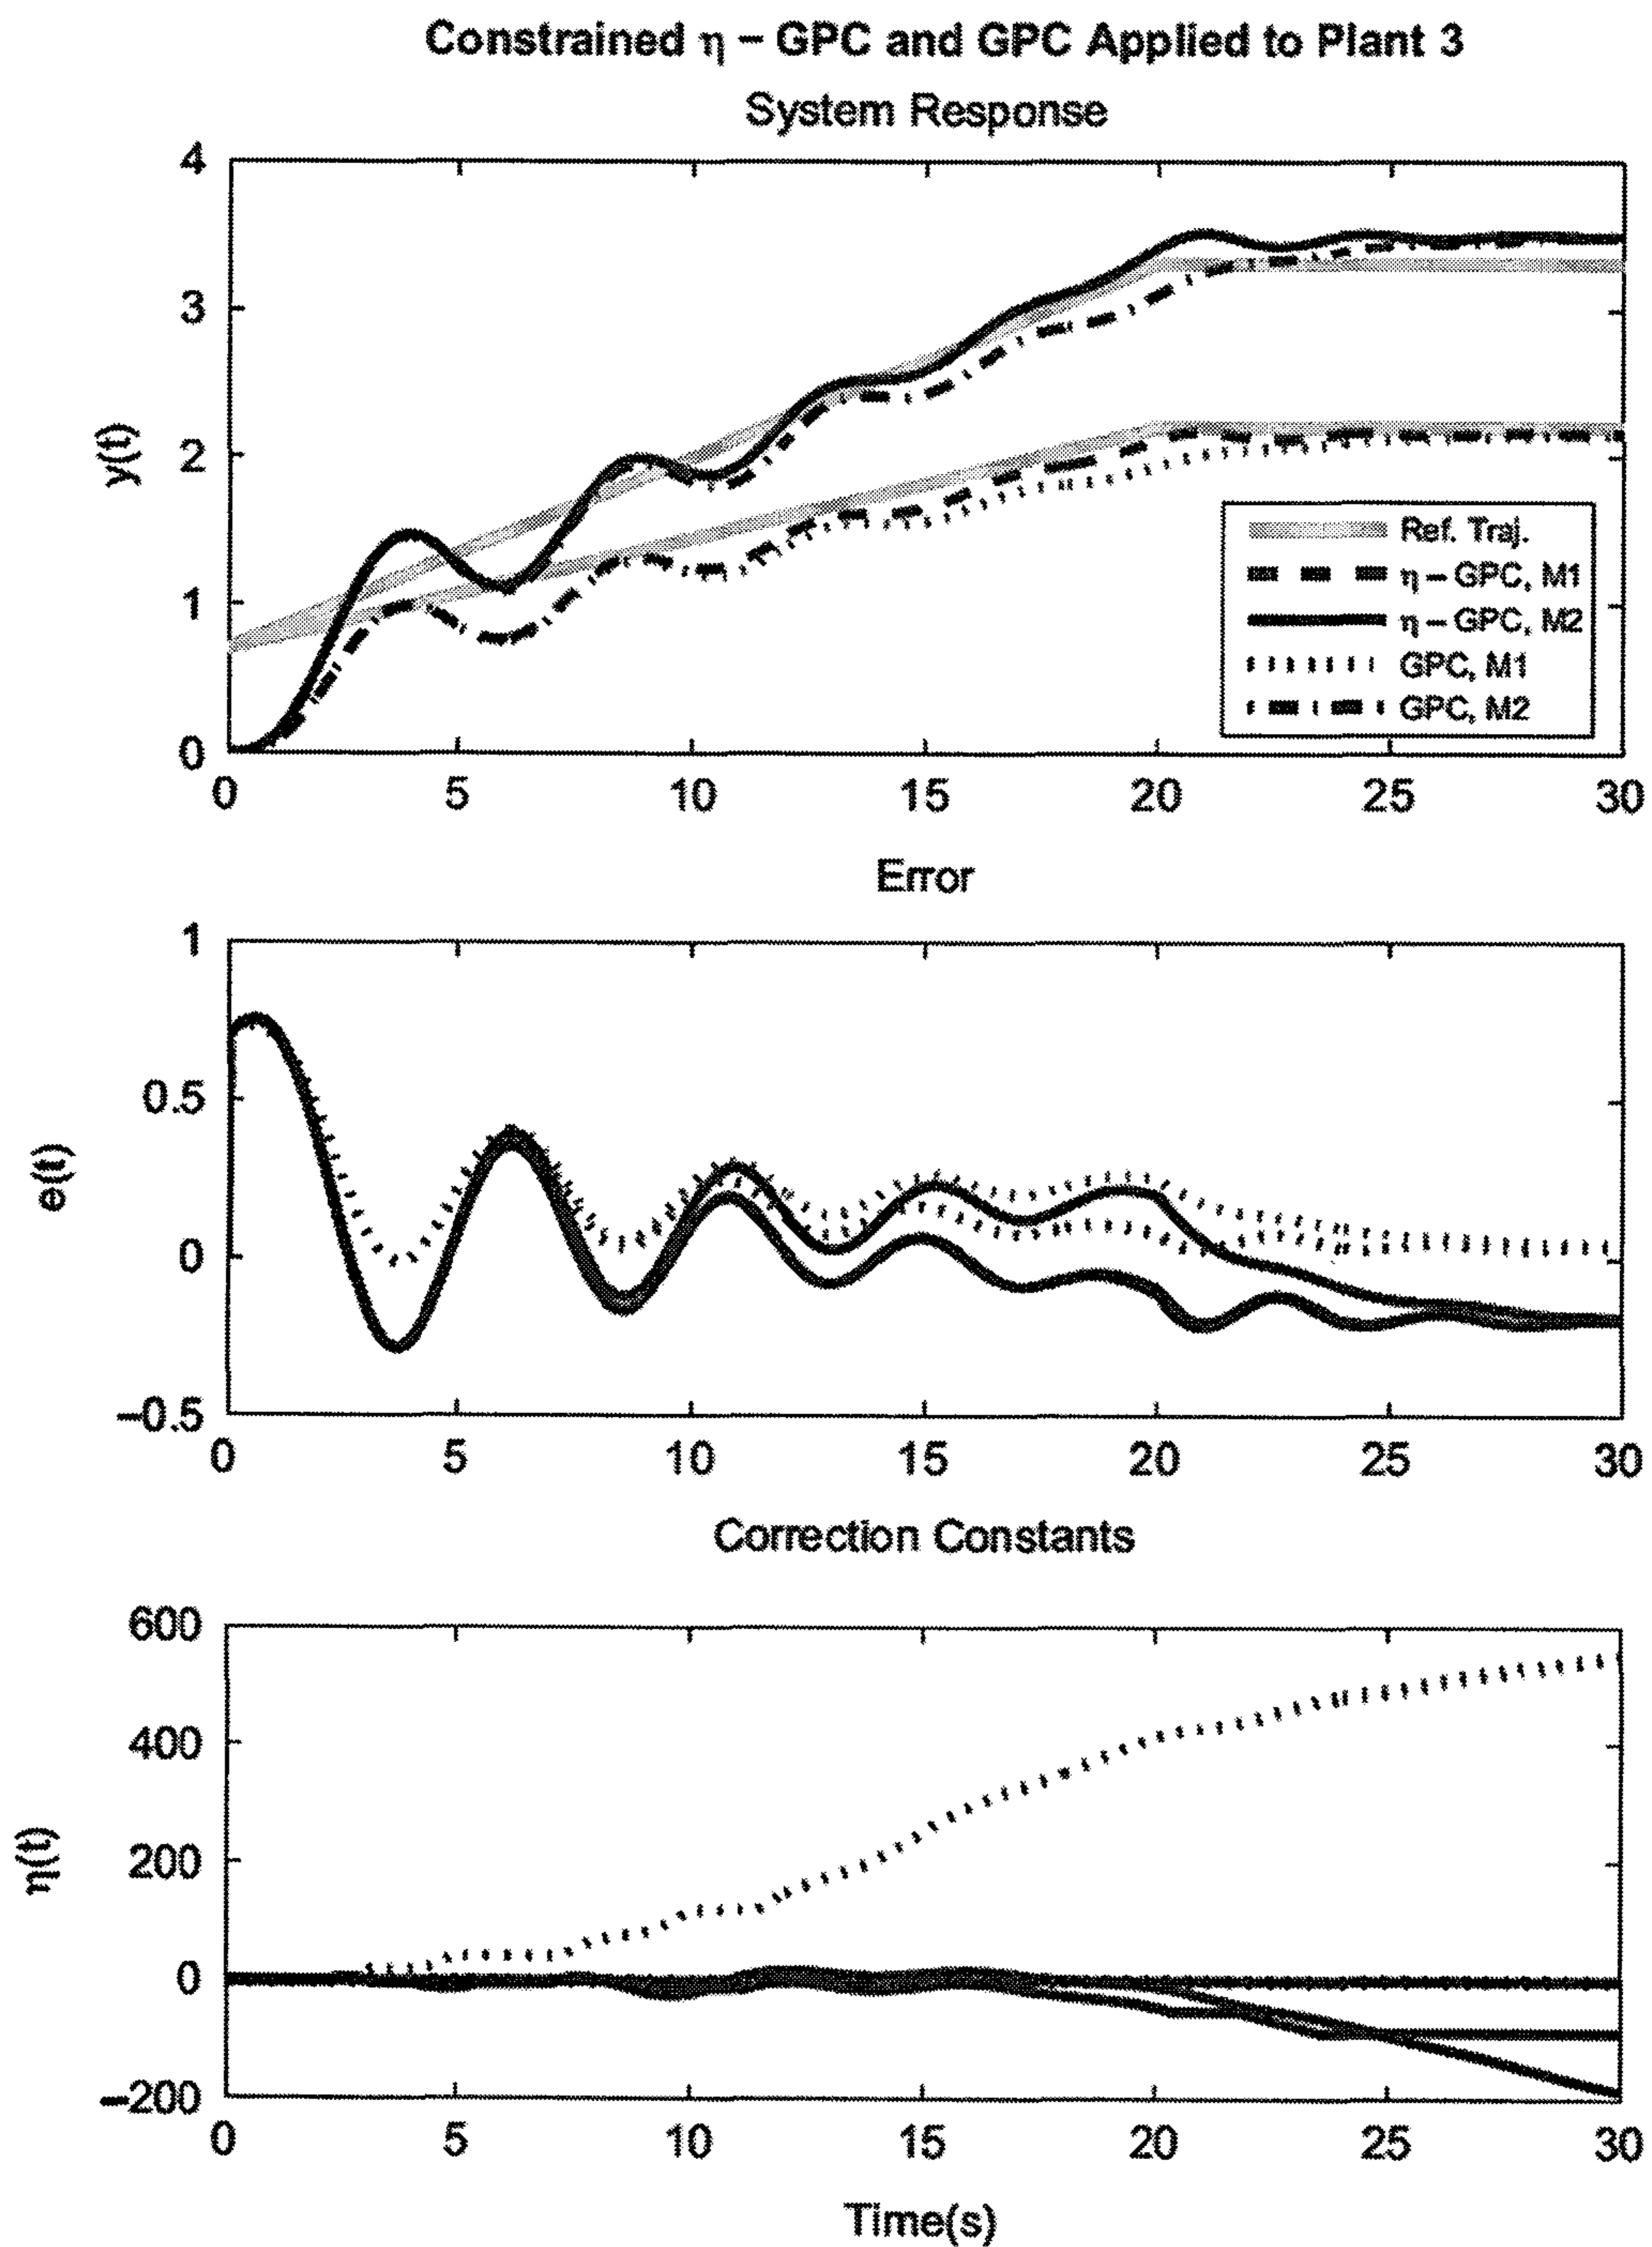 Constrained η – GPC and GPC Applied to Plant 3
System Response
4
3
2
1
0
y(t)
Ref. Traj.
η – GPC, M1
η – GPC, M2
GPC, M1
GPC, M2
0 5 10 15 20 25 30
Error
1
0.5
0
–0.5
e(t)
0 5 10 15 20 25 30
Correction Constants
600
400
200
0
–200
η(t)
0 5 10 15 20 25 30
Time(s)